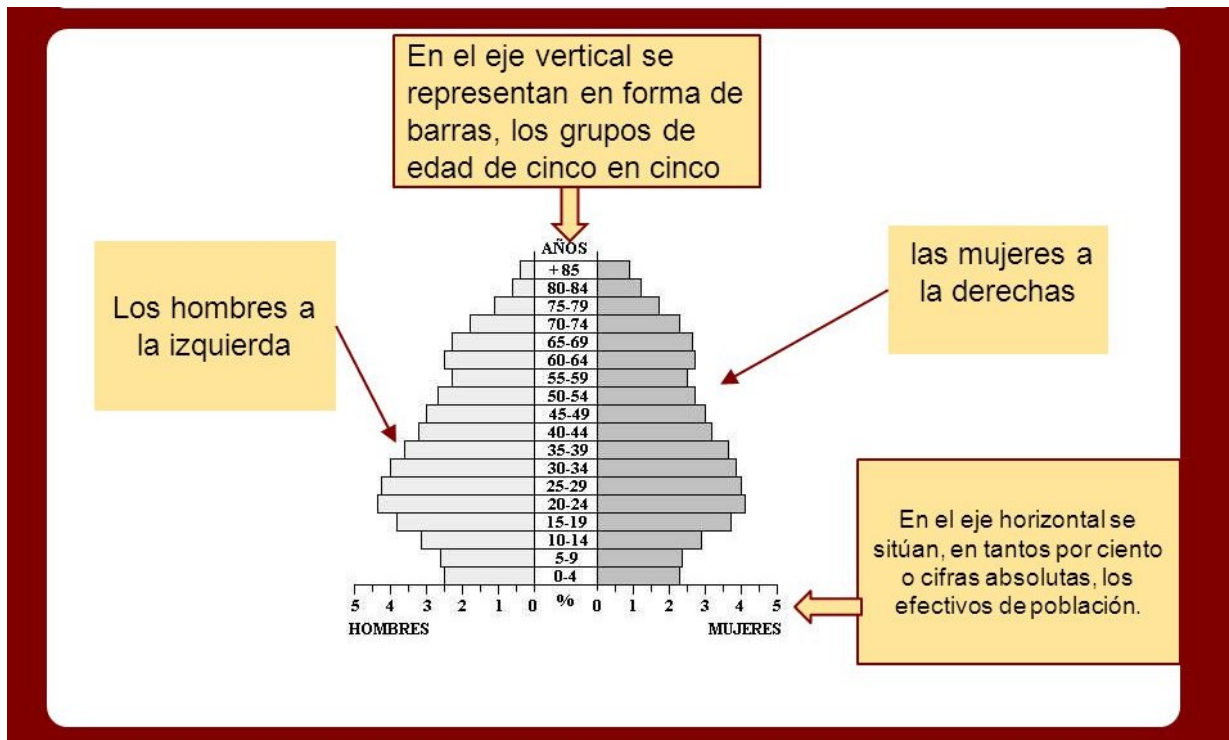 En el eje vertical se
representan en forma de
barras, los grupos de
edad de cinco en cinco
Los hombres a
la izquierda
las mujeres a
la derechas
AÑOS
+ 85
80-84
75-79
70-74
65-69
60-64
55-59
50-54
45-49
40-44
35-39
30-34
25-29
20-24
15-19
10-14
5-9
0-4
5 4 3 2 1 0 % 0 1 2 3 4 5
HOMBRES MUJERES
En el eje horizontal se
sitúan, en tantos por ciento
o cifras absolutas, los
efectivos de población.